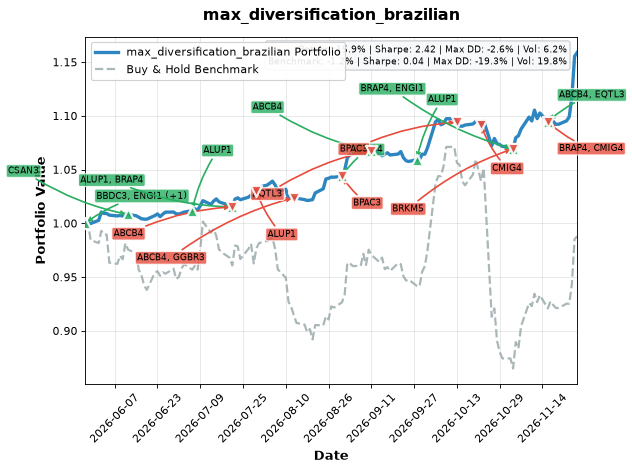 max_diversification_brazilian
max_diversification_brazilian Portfolio
Buy & Hold Benchmark
5.9% | Sharpe: 2.42 | Max DD: -2.6% | Vol: 6.2%
Sharpe: 0.04 | Max DD: -19.3% | Vol: 19.8%
Portfolio Value
1.15
1.10
1.05
1.00
0.95
0.90
CSAN3
ALUP1, BRAP4
BBDC3, ENGI1 (+1)
ABCB4
ABCB4, GGBR3
ALUP1
ABCB4
ALUP1
BPAC3
BRAP4, ENGI1
ALUP1
BRKM5
CMIG4
ABCB4, EQTL3
BRAP4, CMIG4
2026-06-07
2026-06-23
2026-07-09
2026-07-25
2026-08-10
2026-08-26
2026-09-11
2026-09-27
2026-10-13
2026-10-29
2026-11-14
Date